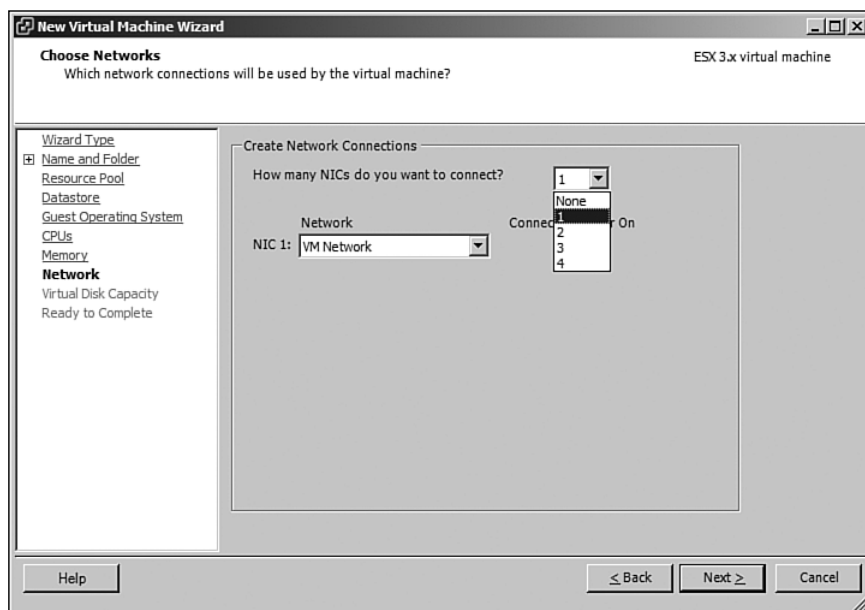 New Virtual Machine Wizard
Choose Networks
Which network connections will be used by the virtual machine?
ESX 3.x virtual machine
Wizard Type
Name and Folder
Resource Pool
Datastore
Guest Operating System
CPUs
Memory
Network
Virtual Disk Capacity
Ready to Complete
Create Network Connections
How many NICs do you want to connect?
1
None
1
2
3
4
Network
On
NIC 1:
VM Network
Help
< Back
Next >
Cancel